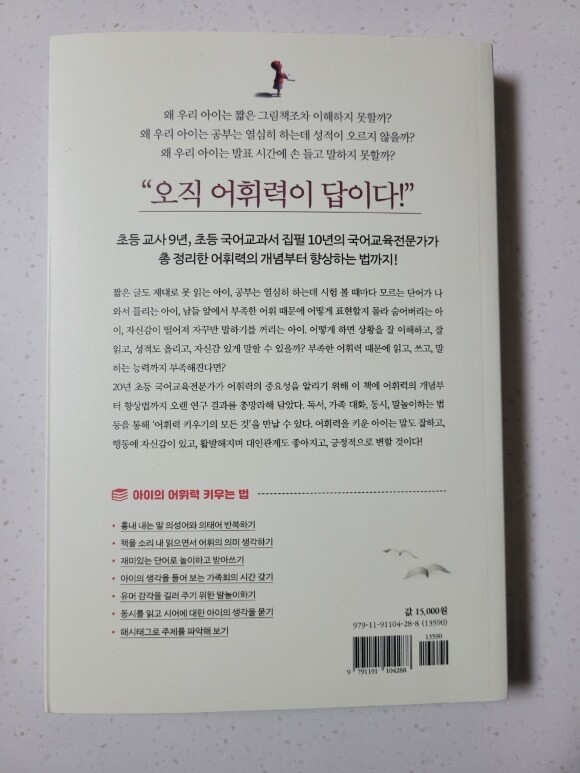 왜 우리 아이는 짧은 그림책조차 이해하지 못할까?
왜 우리 아이는 공부는 열심히 하는데 성적이 오르지 않을까?
왜 우리 아이는 발표 시간에 손 들고 말하지 못할까?
“오직 어휘력이 답이다!”
초등 교사 9년, 초등 국어교과서 집필 10년의 국어교육전문가가
총 정리한 어휘력의 개념부터 향상하는 법까지!
짧은 글도 제대로 못 읽는 아이, 공부는 열심히 하는데 시험 볼 때마다 모르는 단어가 나
와서 틀리는 아이, 남들 앞에서 부족한 어휘 때문에 어떻게 표현할지 몰라 숨어버리는 아
이, 자신감이 떨어져 자꾸만 말하기를 꺼리는 아이. 어떻게 하면 상황을 잘 이해하고, 잘
읽고, 성적도 올리고, 자신감 있게 말할 수 있을까? 부족한 어휘력 때문에 읽고, 쓰고, 말
하는 능력까지 부족해진다면?
20년 초등 국어교육전문가가 어휘력의 중요성을 알리기 위해 이 책에 어휘력의 개념부
터 향상법까지 오랜 연구 결과를 총망라해 담았다. 독서, 가족 대화, 동시, 말놀이하는 법
등을 통해 ‘어휘력 키우기의 모든 것’을 만날 수 있다. 어휘력을 키운 아이는 말도 잘하고,
행동에 자신감이 있고, 활발해지며 대인관계도 좋아지고, 긍정적으로 변할 것이다!
아이의 어휘력 키우는 법
• 흉내 내는 말 의성어와 의태어 반복하기
• 책을 소리 내 읽으면서 어휘의 의미 생각하기
• 재미있는 단어로 놀이하고 받아쓰기
• 아이의 생각을 들어 보는 가족회의 시간 갖기
• 유머 감각을 길러 주기 위한 말놀이하기
• 동시를 읽고 시어에 대한 아이의 생각을 묻기
• 해시태그로 주제를 파악해 보기
값 15,000원
979-11-91104-28-8 (13590)
13590
9 791191 104288